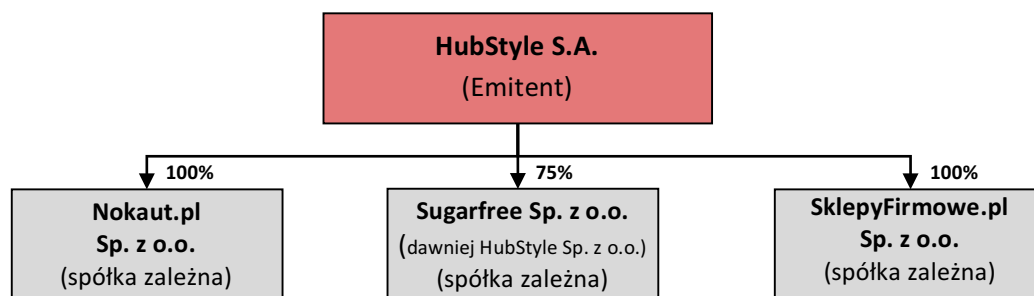 HubStyle S.A.
(Emitent)
100%
75%
100%
Nokaut.pl
Sp. z o.o.
(spółka zależna)
Sugarfree Sp. z o.o.
(dawniej HubStyle Sp. z o.o.)
(spółka zależna)
SklepyFirmowe.pl
Sp. z o.o.
(spółka zależna)